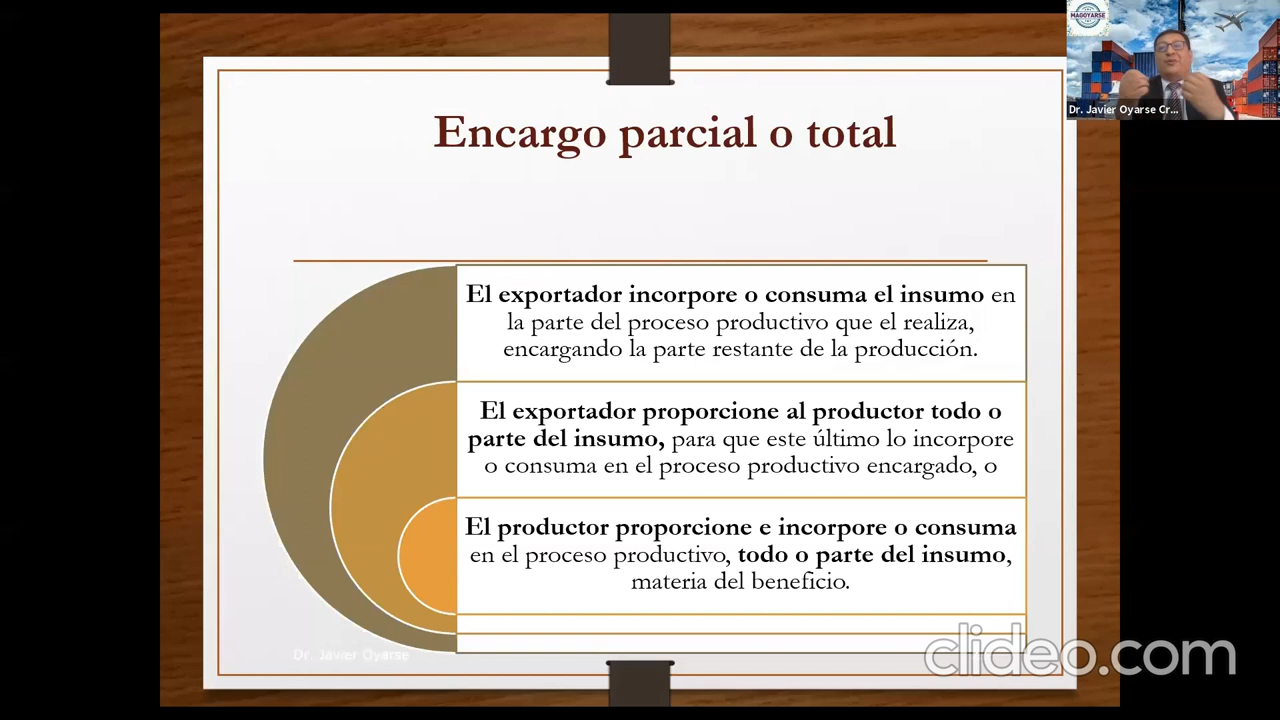 MAGOYARSE
Dr. Javier Oyarse Cr...
Encargo parcial o total
El exportador incorpore o consuma el insumo en
la parte del proceso productivo que el realiza,
encargando la parte restante de la producción.
El exportador proporcione al productor todo o
parte del insumo, para que este último lo incorpore
o consuma en el proceso productivo encargado, o
El productor proporcione e incorpore o consuma
en el proceso productivo, todo o parte del insumo,
materia del beneficio.
Dr. Javier Oyarse
clideo.com